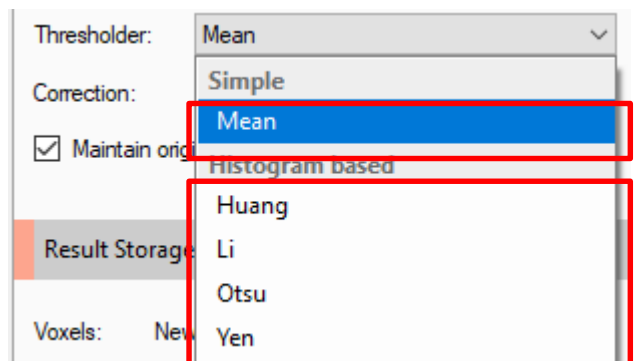 Thresholder: Mean
Simple
Correction:
Mean
Maintain origi
Histogram based
Huang
Result Storage
Li
Otsu
Voxels: New
Yen